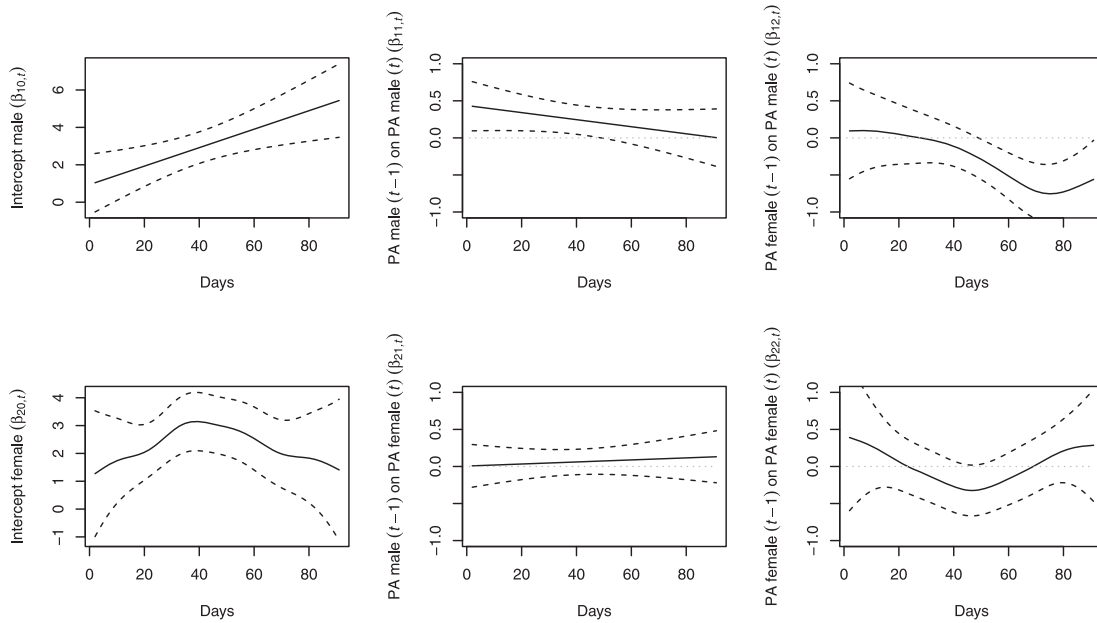 Intercept male (β10,t)
0 2 4 6
0 20 40 60 80
Days
PA male (t−1) on PA male (t) (β11,t)
−1.0 0.0 0.5 1.0
0 20 40 60 80
Days
PA female (t−1) on PA male (t) (β12,t)
−1.0 0.0 0.5 1.0
0 20 40 60 80
Days
Intercept female (β20,t)
−1 0 1 2 3 4
0 20 40 60 80
Days
PA male (t−1) on PA female (t) (β21,t)
−1.0 0.0 0.5 1.0
0 20 40 60 80
Days
PA female (t−1) on PA female (t) (β22,t)
−1.0 0.0 0.5 1.0
0 20 40 60 80
Days